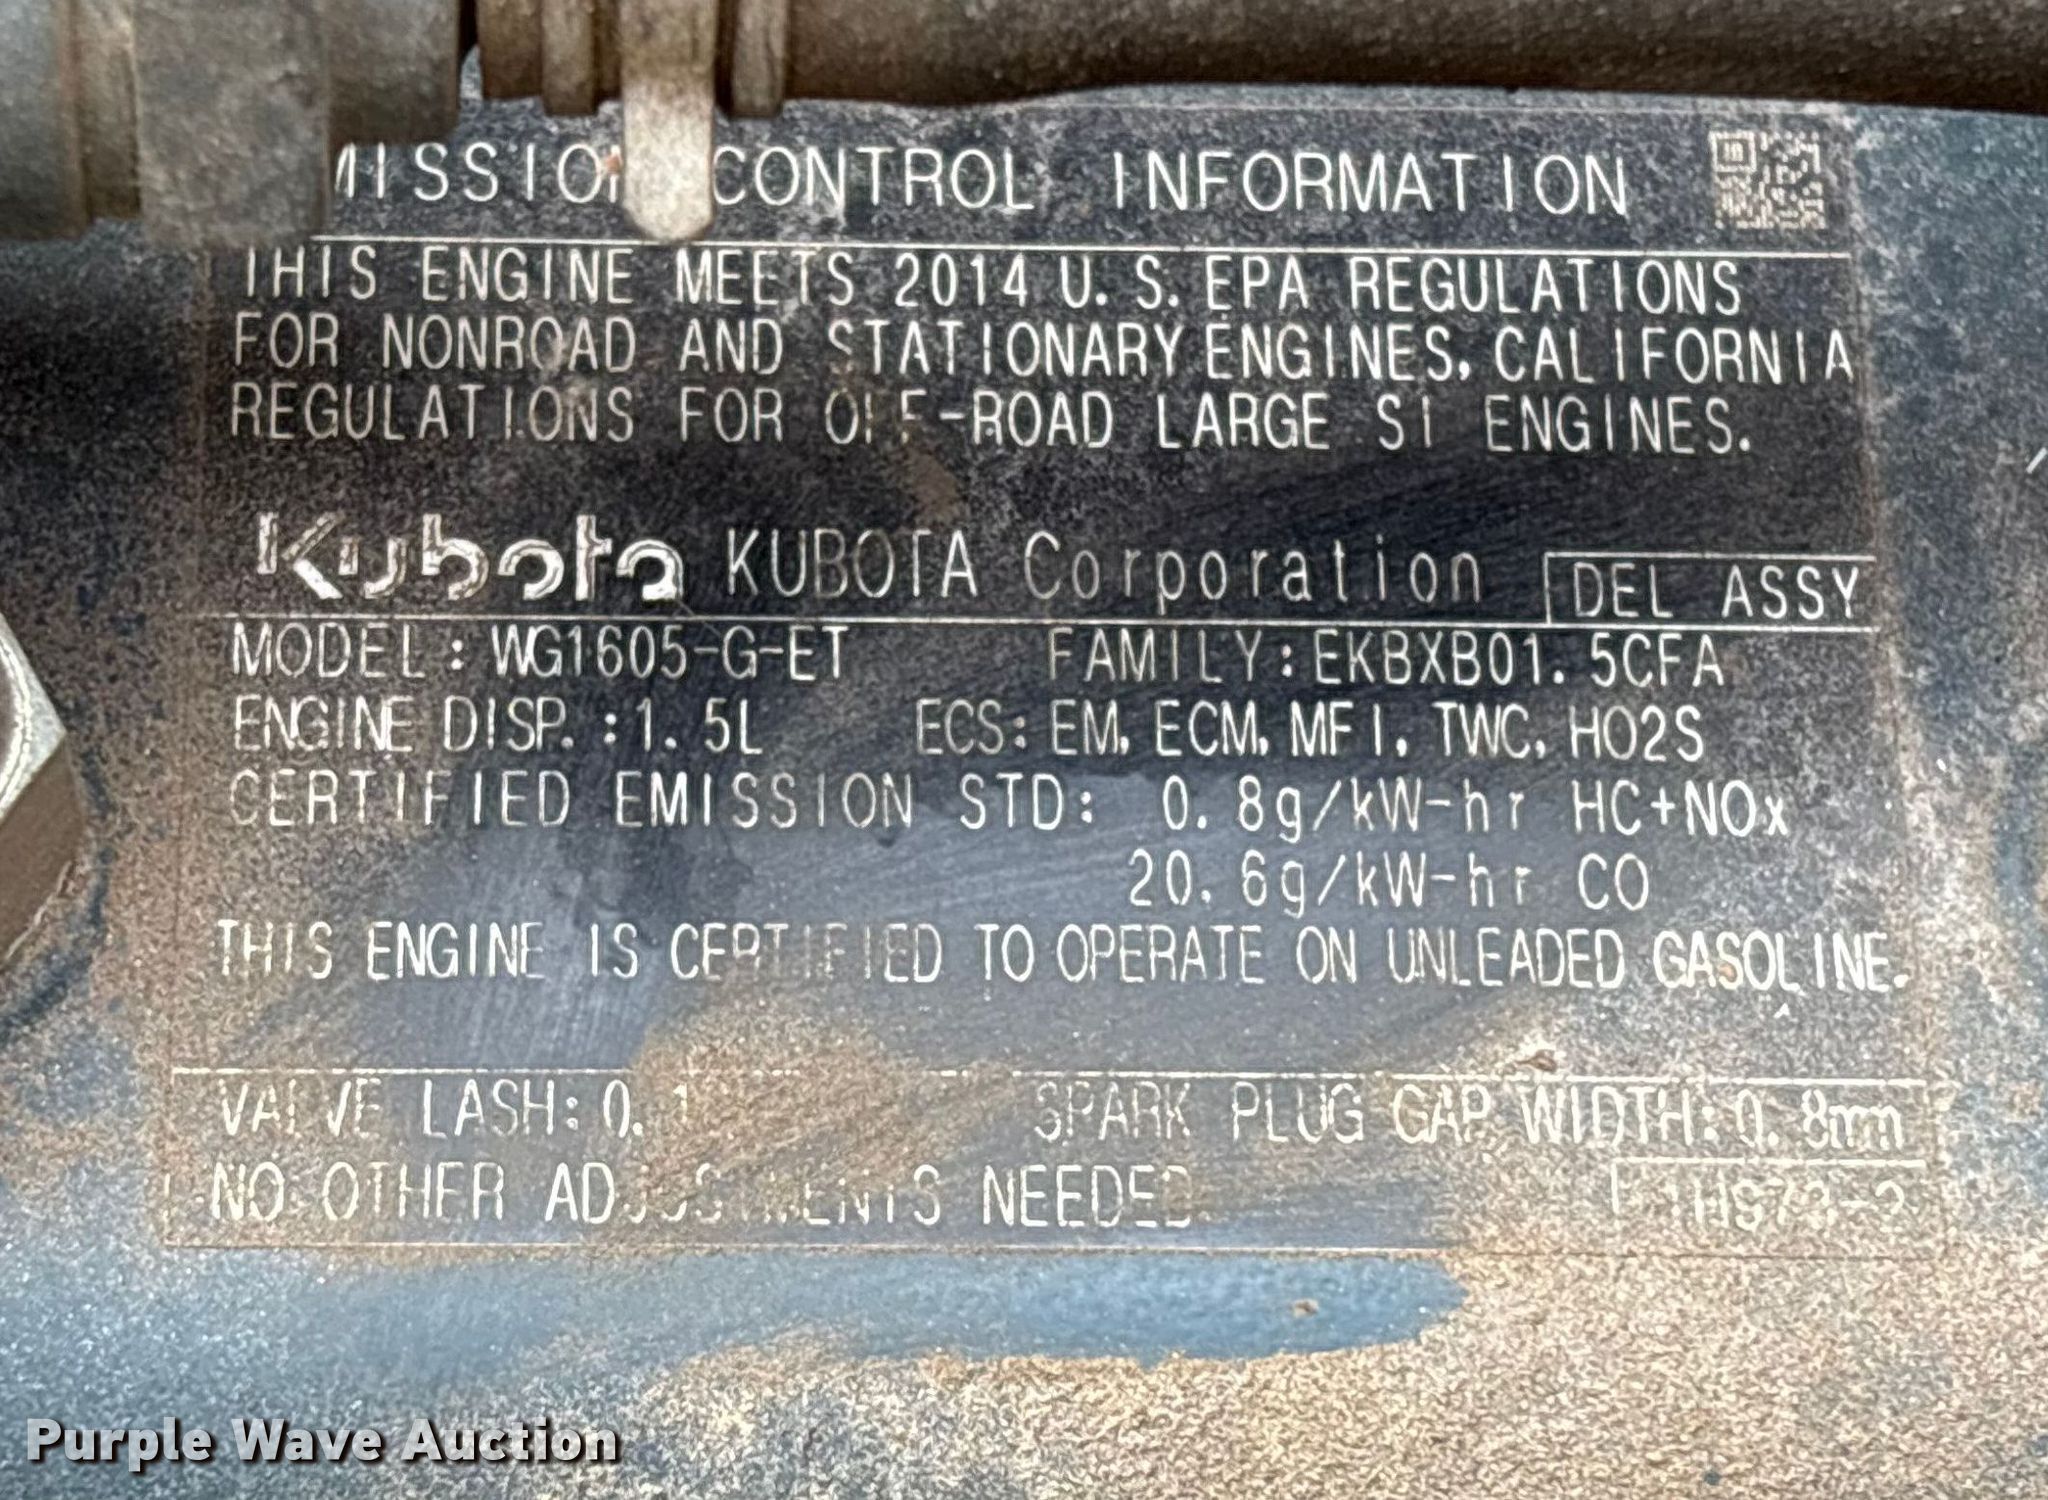 MISSION CONTROL INFORMATION
THIS ENGINE MEETS 2014 U.S. EPA REGULATIONS
FOR NONROAD AND STATIONARY ENGINES, CALIFORNIA
REGULATIONS FOR OFF-ROAD LARGE SI ENGINES.
Kubota KUBOTA Corporation DEL ASSY
MODEL: WG1605-G-ET FAMILY: EKBXB01.5CFA
ENGINE DISP.: 1.5L ECS: EM, ECM, MFI, TWC, HO2S
CERTIFIED EMISSION STD: 0.8g/kW-hr HC+NOx
20.6g/kW-hr CO
THIS ENGINE IS CERTIFIED TO OPERATE ON UNLEADED GASOLINE.
VALVE LASH: SPARK PLUG GAP WIDTH: 0.8mm
NO OTHER ADJUSTMENTS NEEDED.
Purple Wave Auction